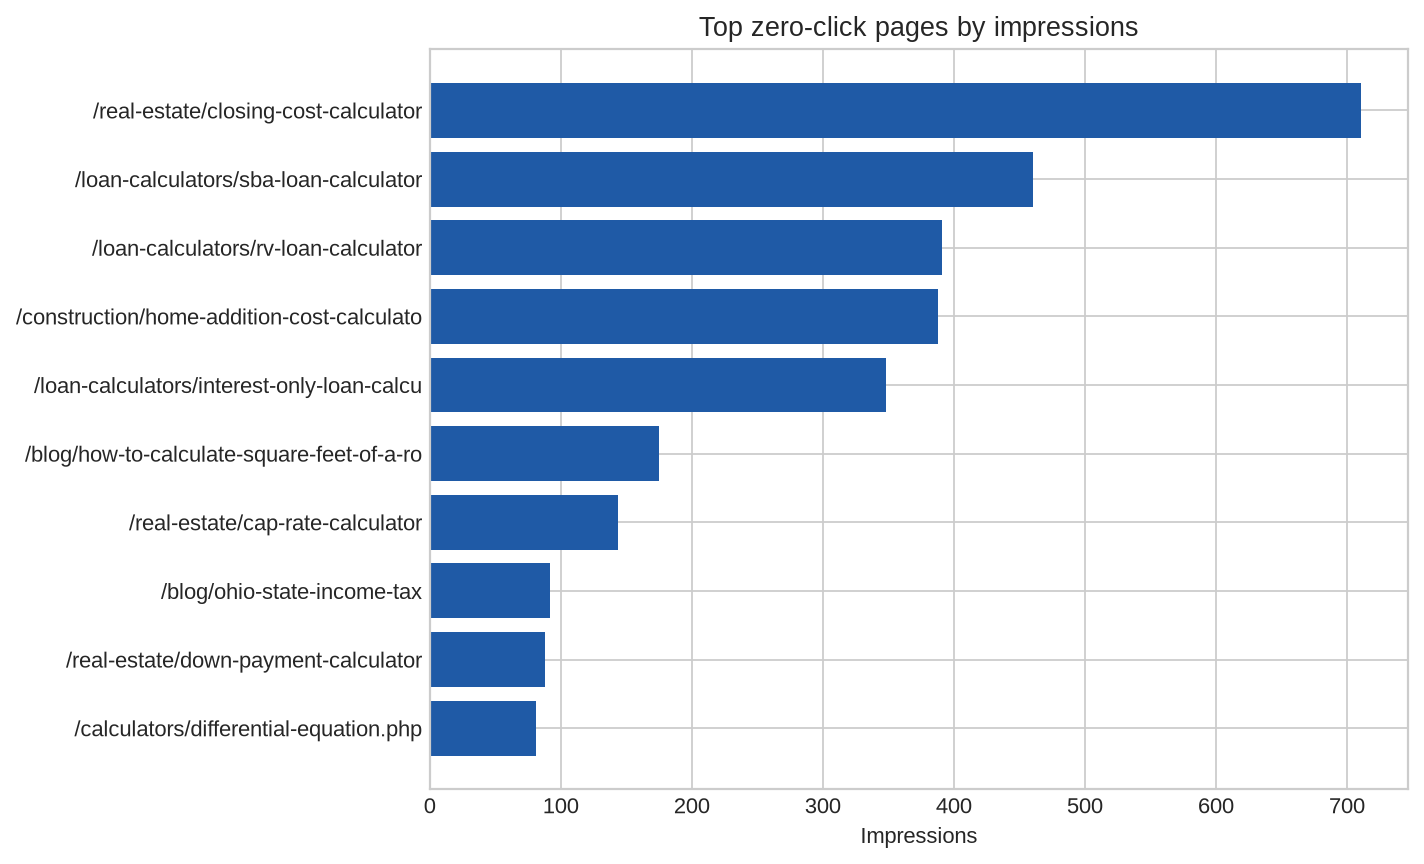 Top zero-click pages by impressions
/real-estate/closing-cost-calculator
/loan-calculators/sba-loan-calculator
/loan-calculators/rv-loan-calculator
/construction/home-addition-cost-calculato
/loan-calculators/interest-only-loan-calcu
/blog/how-to-calculate-square-feet-of-a-ro
/real-estate/cap-rate-calculator
/blog/ohio-state-income-tax
/real-estate/down-payment-calculator
/calculators/differential-equation.php
0 100 200 300 400 500 600 700
Impressions